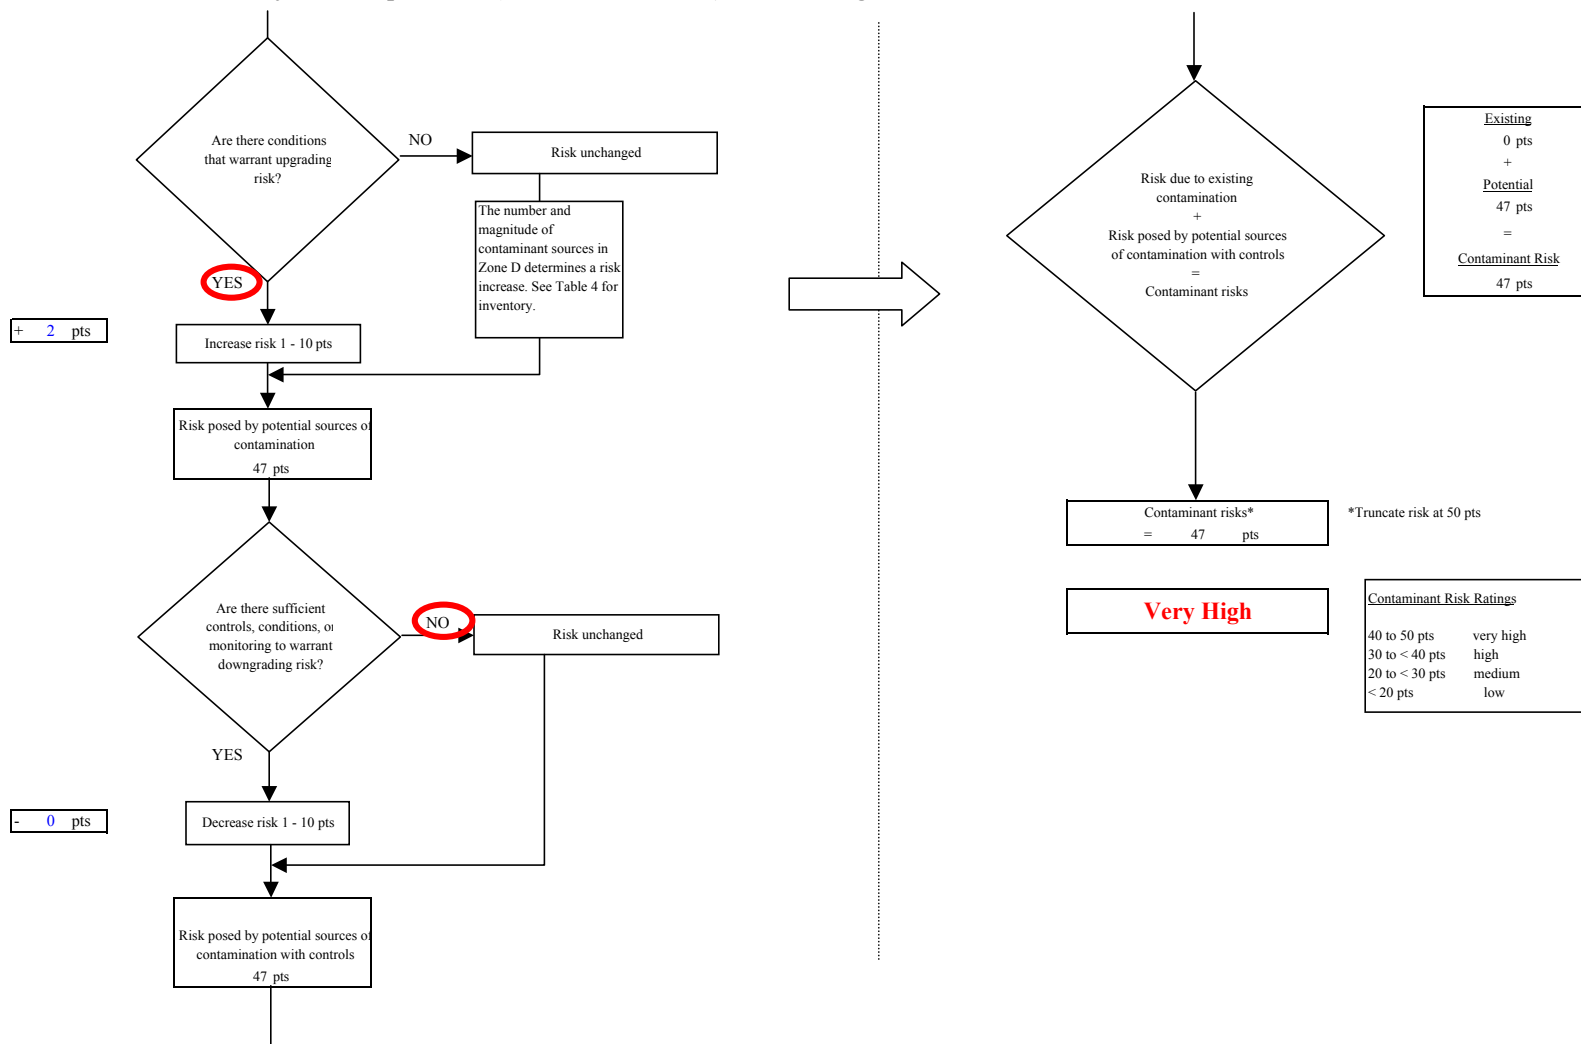 Are there conditions
that warrant upgrading
risk?
NO
Risk unchanged
The number and
magnitude of
contaminant sources in
Zone D determines a risk
increase. See Table 4 for
inventory.
YES
+ 2 pts
Increase risk 1 - 10 pts
Risk posed by potential sources of
contamination
47 pts
Are there sufficient
controls, conditions, or
monitoring to warrant
downgrading risk?
NO
Risk unchanged
YES
- 0 pts
Decrease risk 1 - 10 pts
Risk posed by potential sources of
contamination with controls
47 pts
Risk due to existing
contamination
+
Risk posed by potential sources
of contamination with controls
=
Contaminant risks
Existing
0 pts
+
Potential
47 pts
=
Contaminant Risk
47 pts
Contaminant risks*
= 47 pts
*Truncate risk at 50 pts
Very High
Contaminant Risk Ratings
40 to 50 pts very high
30 to < 40 pts high
20 to < 30 pts medium
< 20 pts low